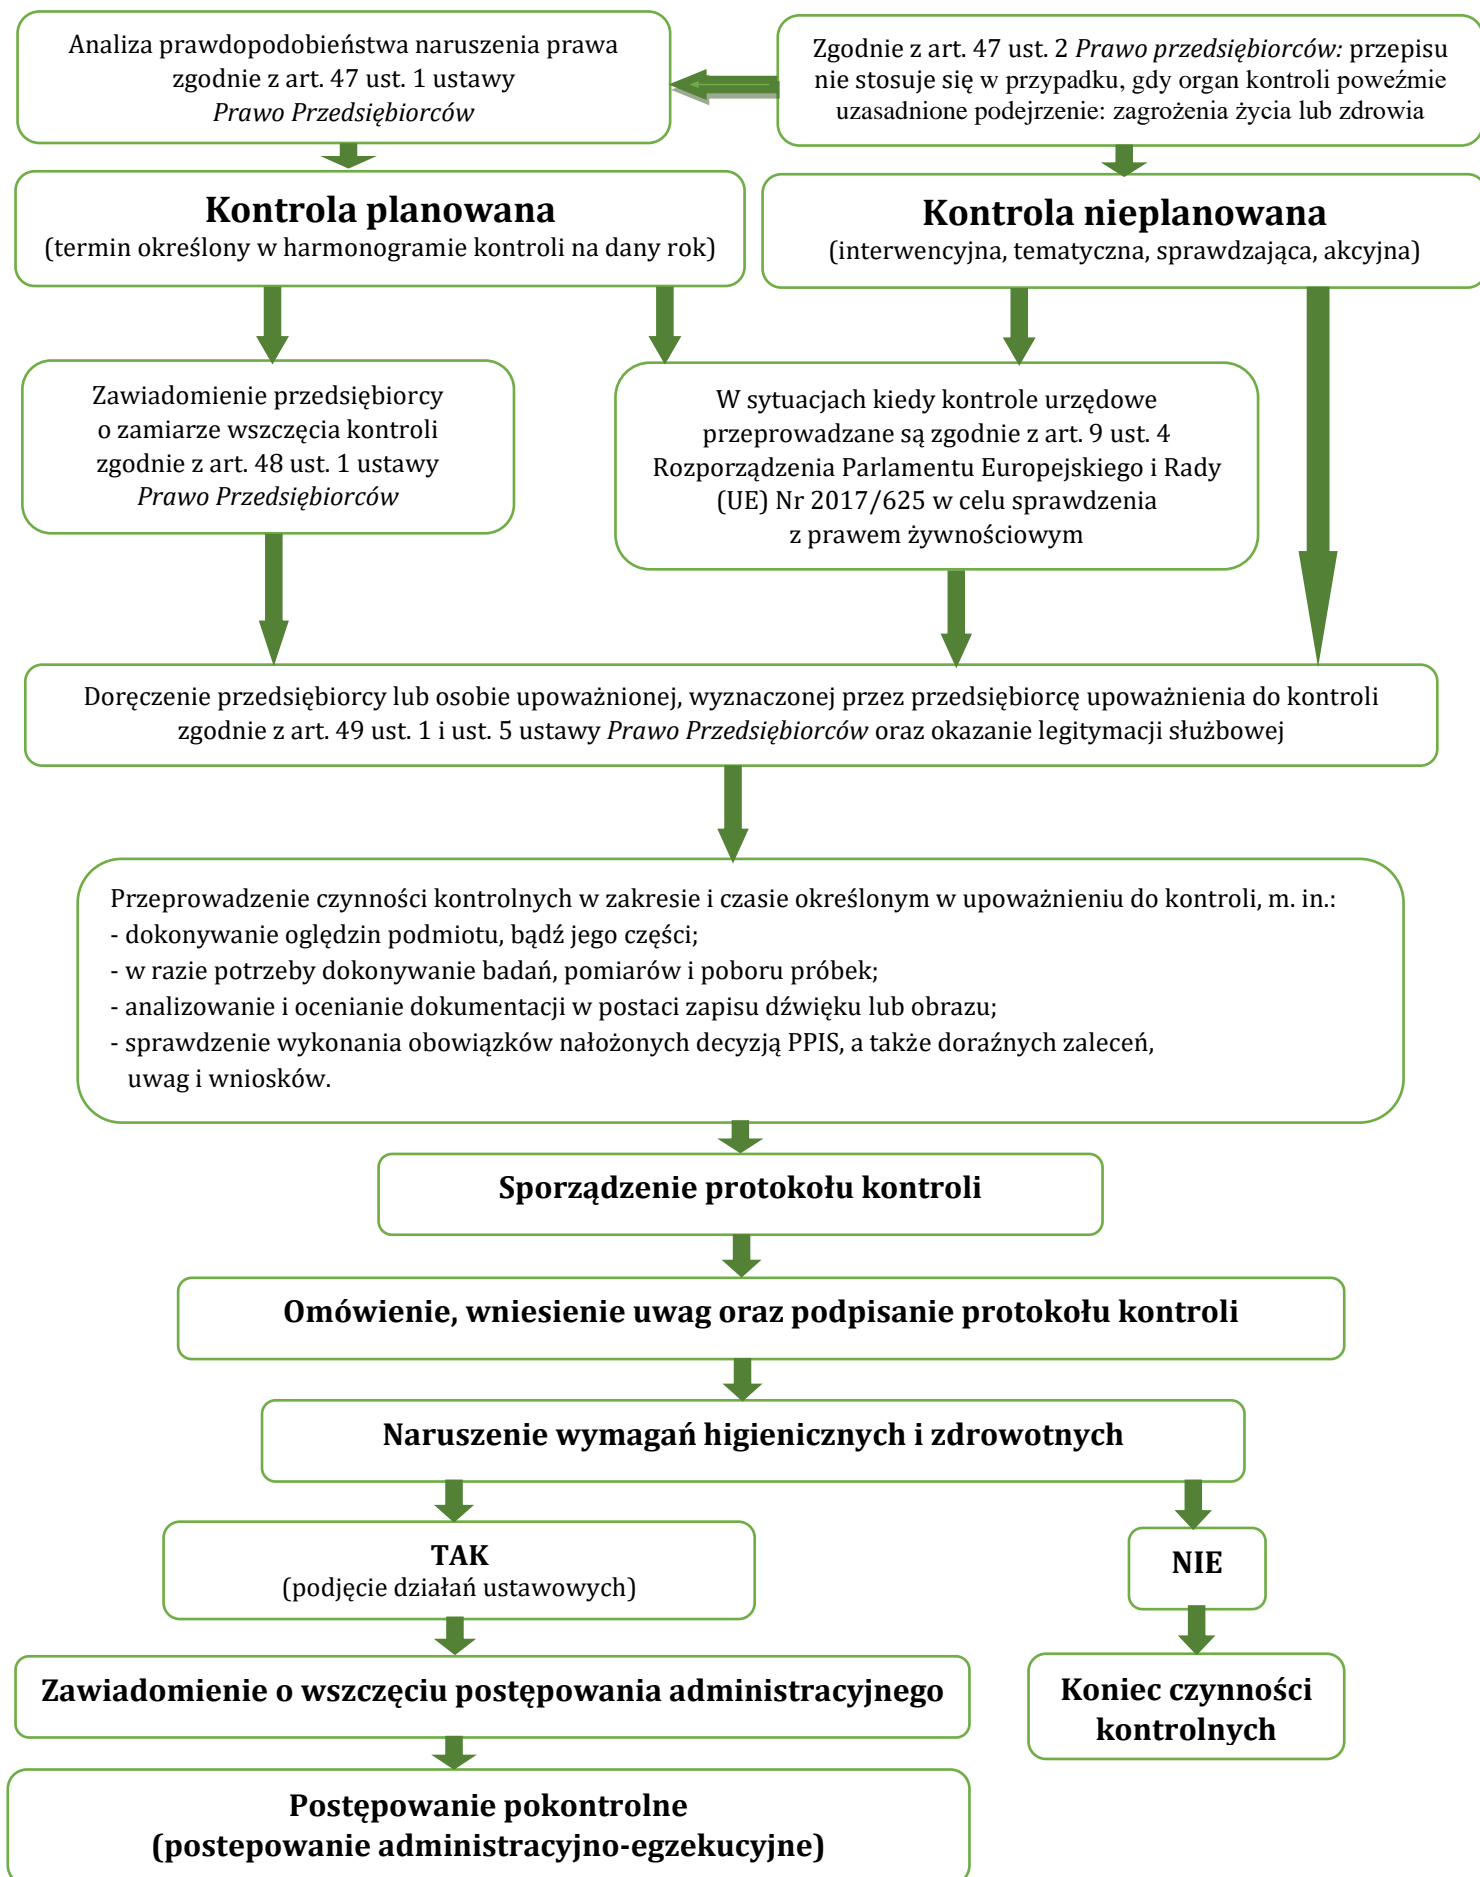 Analiza prawdopodobieństwa naruszenia prawa
zgodnie z art. 47 ust. 1 ustawy
Prawo Przedsiębiorców
Zgodnie z art. 47 ust. 2 Prawo przedsiębiorców: przepisu
nie stosuje się w przypadku, gdy organ kontroli poweźmie
uzasadnione podejrzenie: zagrożenia życia lub zdrowia
Kontrola planowana
(termin określony w harmonogramie kontroli na dany rok)
Kontrola nieplanowana
(interwencyjna, tematyczna, sprawdzająca, akcyjna)
Zawiadomienie przedsiębiorcy
o zamiarze wszczęcia kontroli
zgodnie z art. 48 ust. 1 ustawy
Prawo Przedsiębiorców
W sytuacjach kiedy kontrole urzędowe
przeprowadzane są zgodnie z art. 9 ust. 4
Rozporządzenia Parlamentu Europejskiego i Rady
(UE) Nr 2017/625 w celu sprawdzenia
z prawem żywnościowym
Doręczenie przedsiębiorcy lub osobie upoważnionej, wyznaczonej przez przedsiębiorcę upoważnienia do kontroli
zgodnie z art. 49 ust. 1 i ust. 5 ustawy Prawo Przedsiębiorców oraz okazanie legitymacji służbowej
Przeprowadzenie czynności kontrolnych w zakresie i czasie określonym w upoważnieniu do kontroli, m. in.:
- dokonywanie oględzin podmiotu, bądź jego części;
- w razie potrzeby dokonywanie badań, pomiarów i poboru próbek;
- analizowanie i ocenianie dokumentacji w postaci zapisu dźwięku lub obrazu;
- sprawdzenie wykonania obowiązków nałożonych decyzją PPIS, a także doraźnych zaleceń,
uwag i wniosków.
Sporządzenie protokołu kontroli
Omówienie, wniesienie uwag oraz podpisanie protokołu kontroli
Naruszenie wymagań higienicznych i zdrowotnych
TAK
(podjęcie działań ustawowych)
NIE
Zawiadomienie o wszczęciu postępowania administracyjnego
Koniec czynności
kontrolnych
Postępowanie pokontrolne
(postepowanie administracyjno-egzekucyjne)